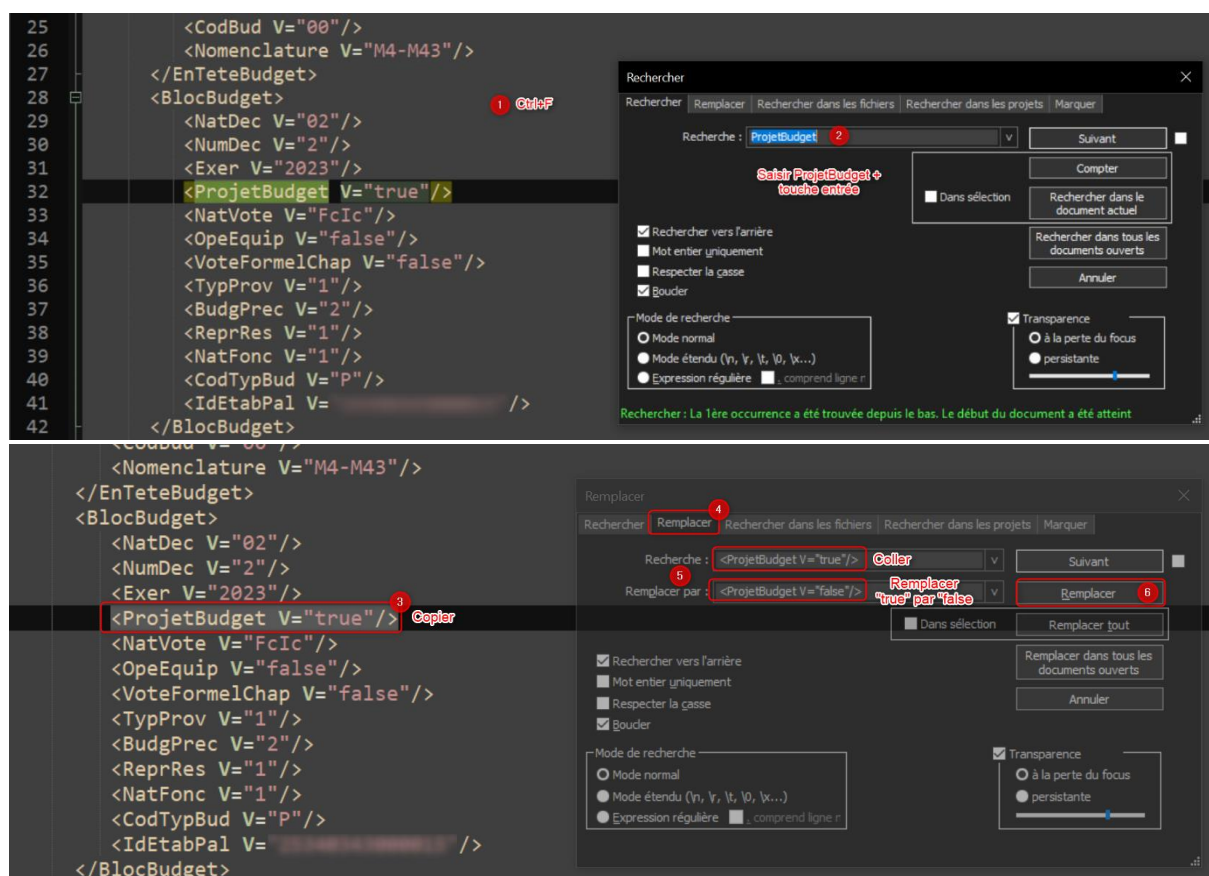 25 <CodBud V="00"/>
26 <Nomenclature V="M4-M43"/>
27 </EnTeteBudget>
28 <BlocBudget>
29 <NatDec V="02"/>
30 <NumDec V="2"/>
31 <Exer V="2023"/>
32 <ProjetBudget V="true"/>
33 <NatVote V="FcIc"/>
34 <OpeEquip V="false"/>
35 <VoteFormelChap V="false"/>
36 <TypProv V="1"/>
37 <BudgPrec V="2"/>
38 <ReprRes V="1"/>
39 <NatFonc V="1"/>
40 <CodTypBud V="P"/>
41 <IdEtabPal V= />
42 </BlocBudget>
1 Ctrl+F
Rechercher
Rechercher Remplacer Rechercher dans les fichiers Rechercher dans les projets Marquer
Recherche : ProjetBudget 2
Suivant
Saisir ProjetBudget +
touche entrée
Compter
Dans sélection
Rechercher dans le
document actuel
Rechercher vers l'arrière
Mot entier uniquement
Respecter la casse
Boucler
Rechercher dans tous les
documents ouverts
Annuler
Mode de recherche
Mode normal
Mode étendu (\n, \r, \t, \0, \x...)
Expression régulière . comprend ligne r
Transparence
à la perte du focus
persistante
Rechercher : La 1ère occurrence a été trouvée depuis le bas. Le début du document a été atteint
<CodBud V="00"/>
<Nomenclature V="M4-M43"/>
</EnTeteBudget>
<BlocBudget>
<NatDec V="02"/>
<NumDec V="2"/>
<Exer V="2023"/>
<ProjetBudget V="true"/> 3 Copier
<NatVote V="FcIc"/>
<OpeEquip V="false"/>
<VoteFormelChap V="false"/>
<TypProv V="1"/>
<BudgPrec V="2"/>
<ReprRes V="1"/>
<NatFonc V="1"/>
<CodTypBud V="P"/>
<IdEtabPal V= />
</BlocBudget>
Remplacer
4
Rechercher Remplacer Rechercher dans les fichiers Rechercher dans les projets Marquer
Recherche : <ProjetBudget V="true"/> Coller
Suivant
5
Remplacer par : <ProjetBudget V="false"/>
Remplacer
"true" par "false
Remplacer 6
Dans sélection
Remplacer tout
Rechercher vers l'arrière
Mot entier uniquement
Respecter la casse
Boucler
Remplacer dans tous les
documents ouverts
Annuler
Mode de recherche
Mode normal
Mode étendu (\n, \r, \t, \0, \x...)
Expression régulière . comprend ligne r
Transparence
à la perte du focus
persistante